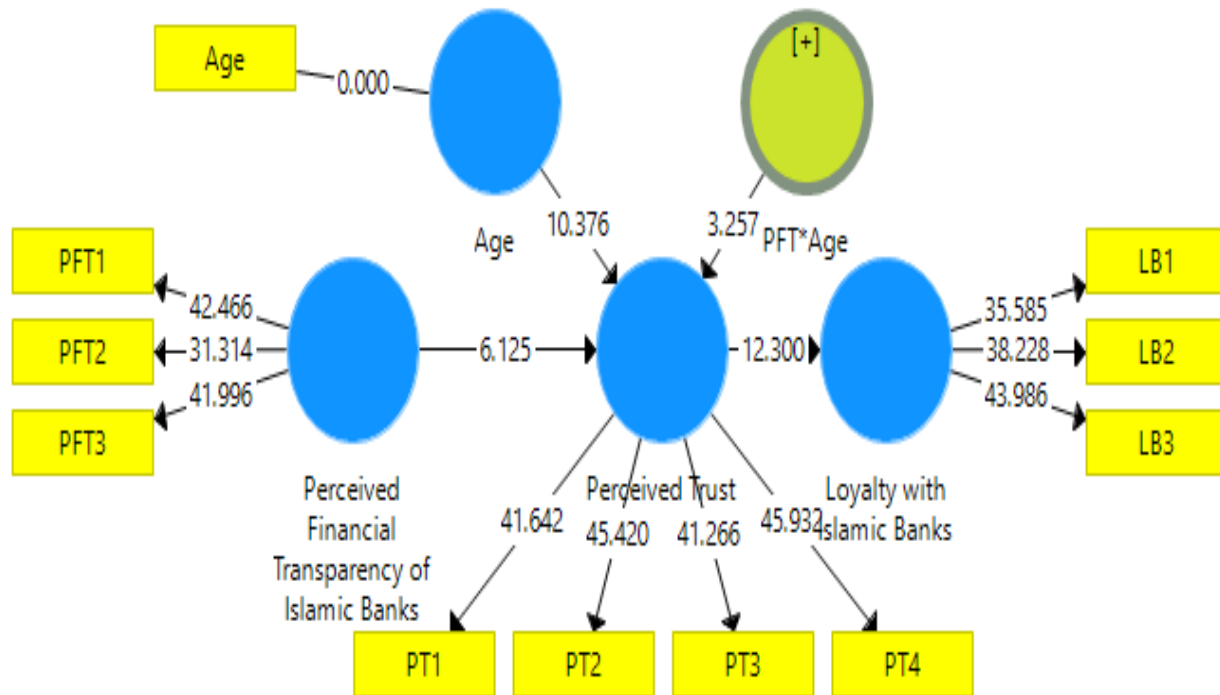 [+]
Age
0.000
10.376
3.257
Age
PFT*Age
PFT1
PFT2
PFT3
42.466
31.314
41.996
6.125
12.300
35.585
38.228
43.986
LB1
LB2
LB3
Perceived
Financial
Transparency of
Islamic Banks
Perceived Trust
Loyalty with
Islamic Banks
41.642
45.420
41.266
45.932
PT1
PT2
PT3
PT4